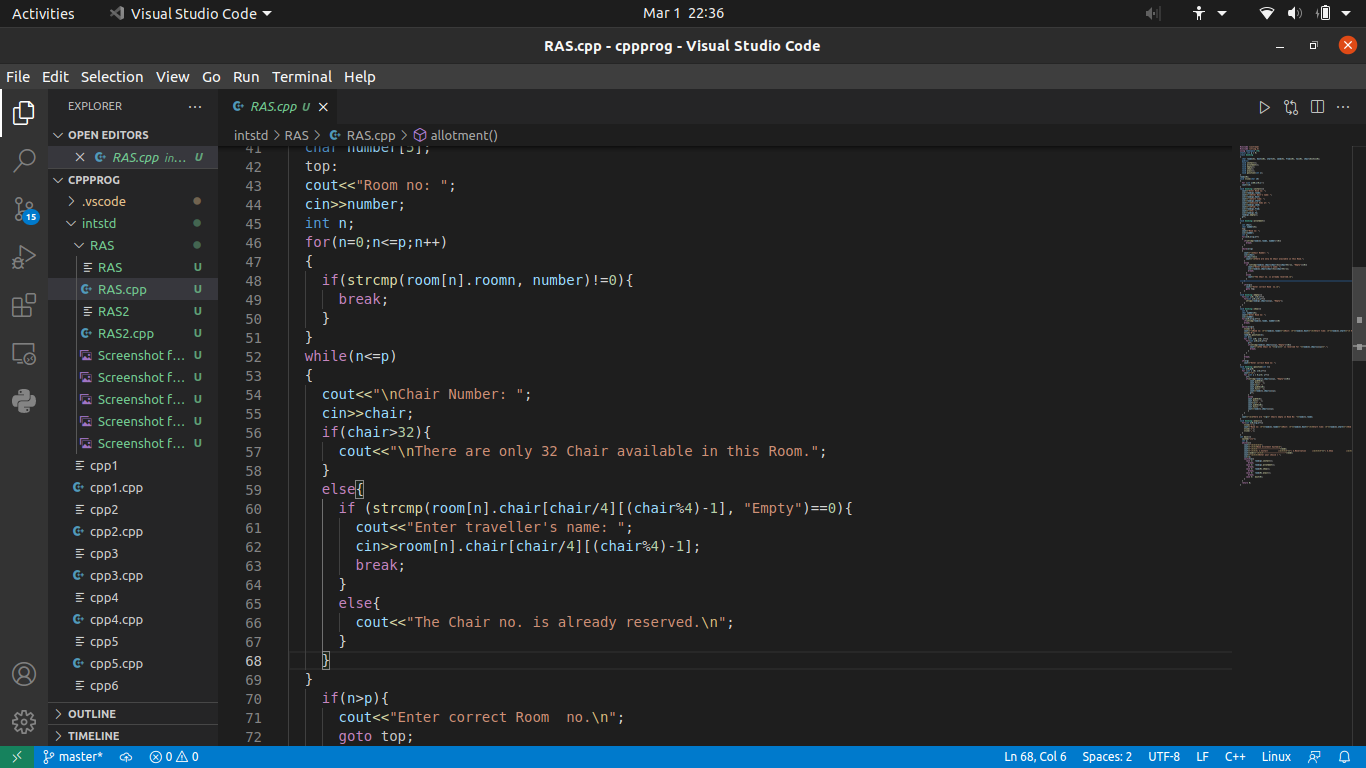 Activities
Visual Studio Code
Mar 1 22:36
RAS.cpp - cppprog - Visual Studio Code
File Edit Selection View Go Run Terminal Help
EXPLORER
OPEN EDITORS
RAS.cpp in... U
CPPPROG
.vscode
intstd
RAS
RAS U
RAS.cpp U
RAS2 U
RAS2.cpp U
Screenshot f... U
Screenshot f... U
Screenshot f... U
Screenshot f... U
Screenshot f... U
cpp1
cpp1.cpp
cpp2
cpp2.cpp
cpp3
cpp3.cpp
cpp4
cpp4.cpp
cpp5
cpp5.cpp
cpp6
OUTLINE
TIMELINE
15
RAS.cpp U
intstd > RAS > RAS.cpp > allotment()
41 char number[5];
42 top:
43 cout<<"Room no: ";
44 cin>>number;
45 int n;
46 for(n=0;n<=p;n++)
47 {
48 if(strcmp(room[n].roomn, number)!=0){
49 break;
50 }
51 }
52 while(n<=p)
53 {
54 cout<<"\nChair Number: ";
55 cin>>chair;
56 if(chair>32){
57 cout<<"\nThere are only 32 Chair available in this Room.";
58 }
59 else{
60 if (strcmp(room[n].chair[chair/4][(chair%4)-1], "Empty")==0){
61 cout<<"Enter traveller's name: ";
62 cin>>room[n].chair[chair/4][(chair%4)-1];
63 break;
64 }
65 else{
66 cout<<"The Chair no. is already reserved.\n";
67 }
68 }
69 }
70 if(n>p){
71 cout<<"Enter correct Room  no.\n";
72 goto top;
master* 0 0 Ln 68, Col 6 Spaces: 2 UTF-8 LF C++ Linux